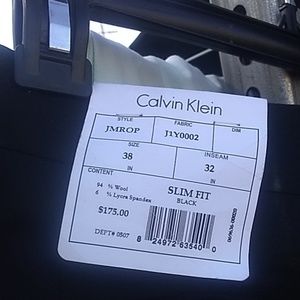 Calvin Klein
STYLE FABRIC DIM
JMROP J1Y0002
SIZE INSEAM
38 32
IN IN
CONTENT
94 % Wool
6 % Lycra Spandex
SLIM FIT
BLACK
$175.00
DEPT# 0507
8 24972 63540 0